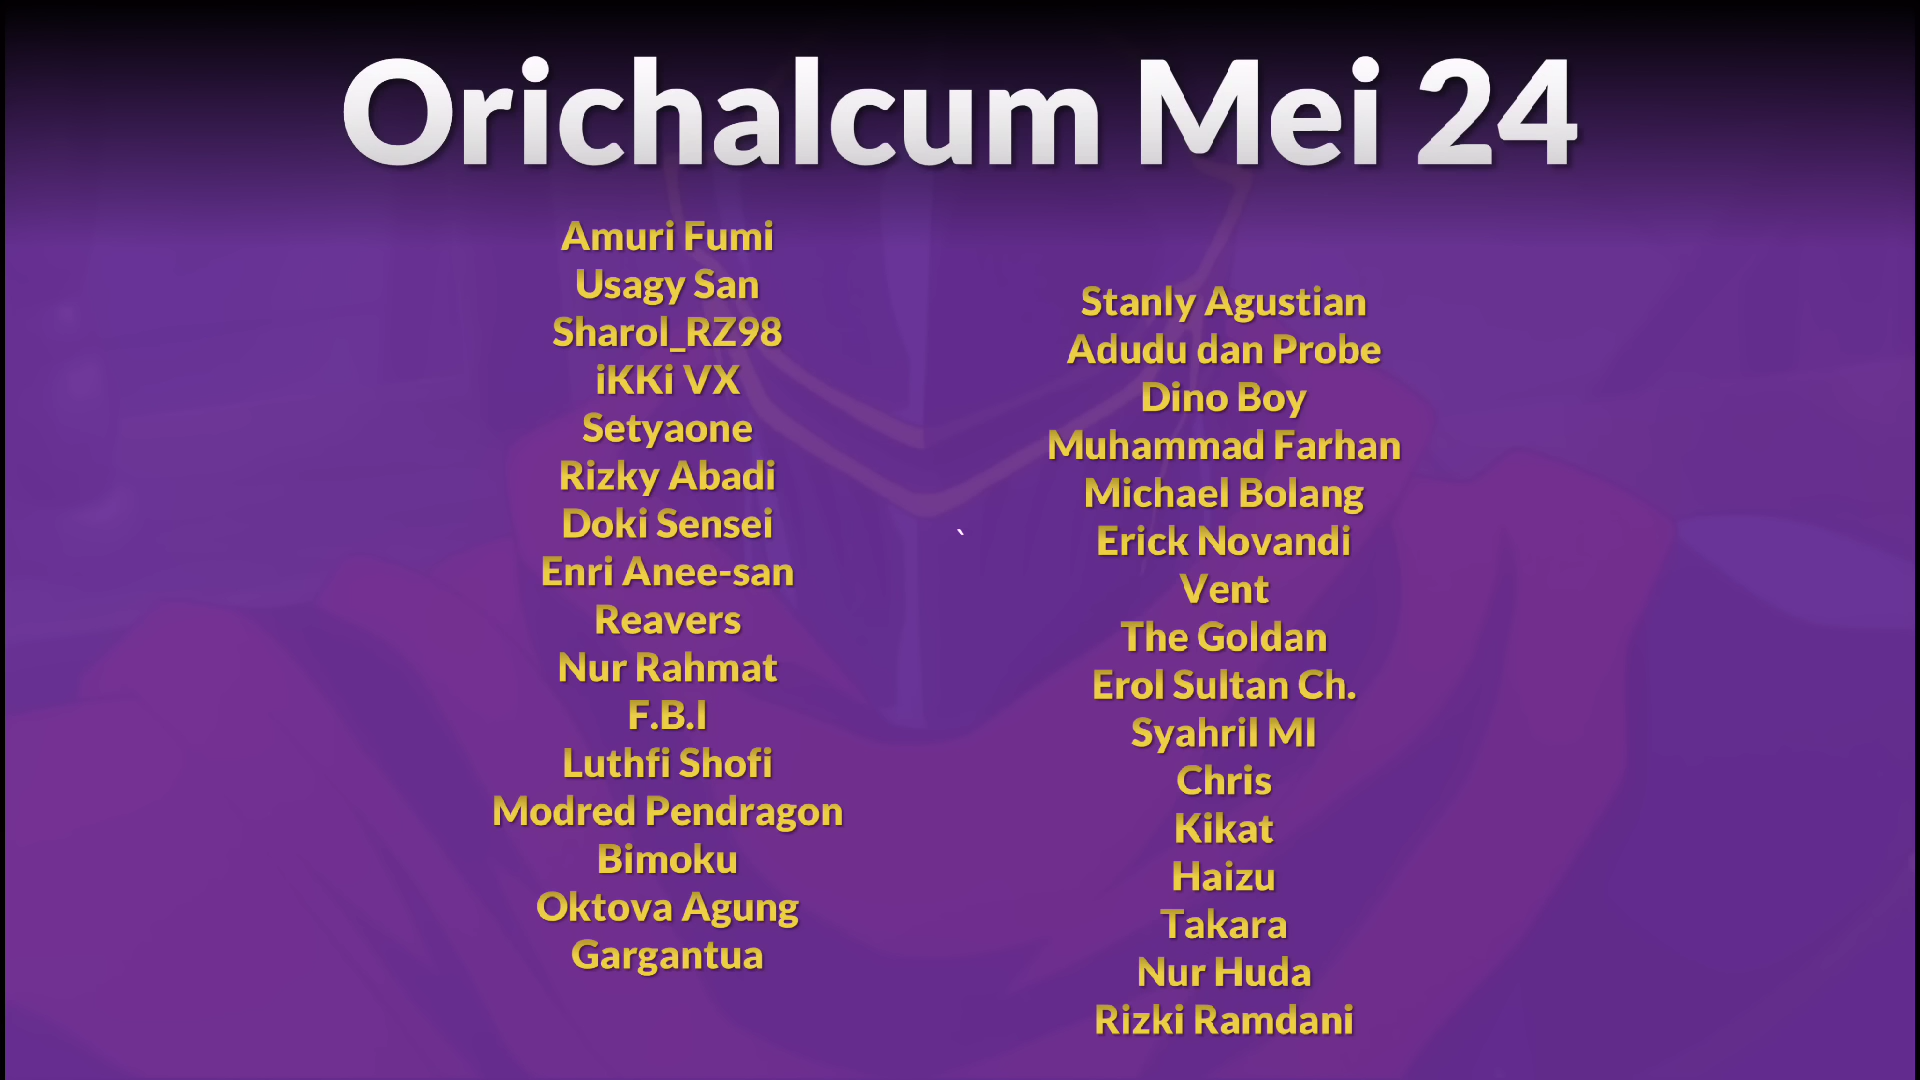 Orichalcum Mei 24
Amuri Fumi
Usagy San
Sharol_RZ98
iKKi VX
Setyaone
Rizky Abadi
Doki Sensei
Enri Anee-san
Reavers
Nur Rahmat
F.B.I
Luthfi Shofi
Modred Pendragon
Bimoku
Oktova Agung
Gargantua
`
Stanly Agustian
Adudu dan Probe
Dino Boy
Muhammad Farhan
Michael Bolang
Erick Novandi
Vent
The Goldan
Erol Sultan Ch.
Syahril MI
Chris
Kikat
Haizu
Takara
Nur Huda
Rizki Ramdani